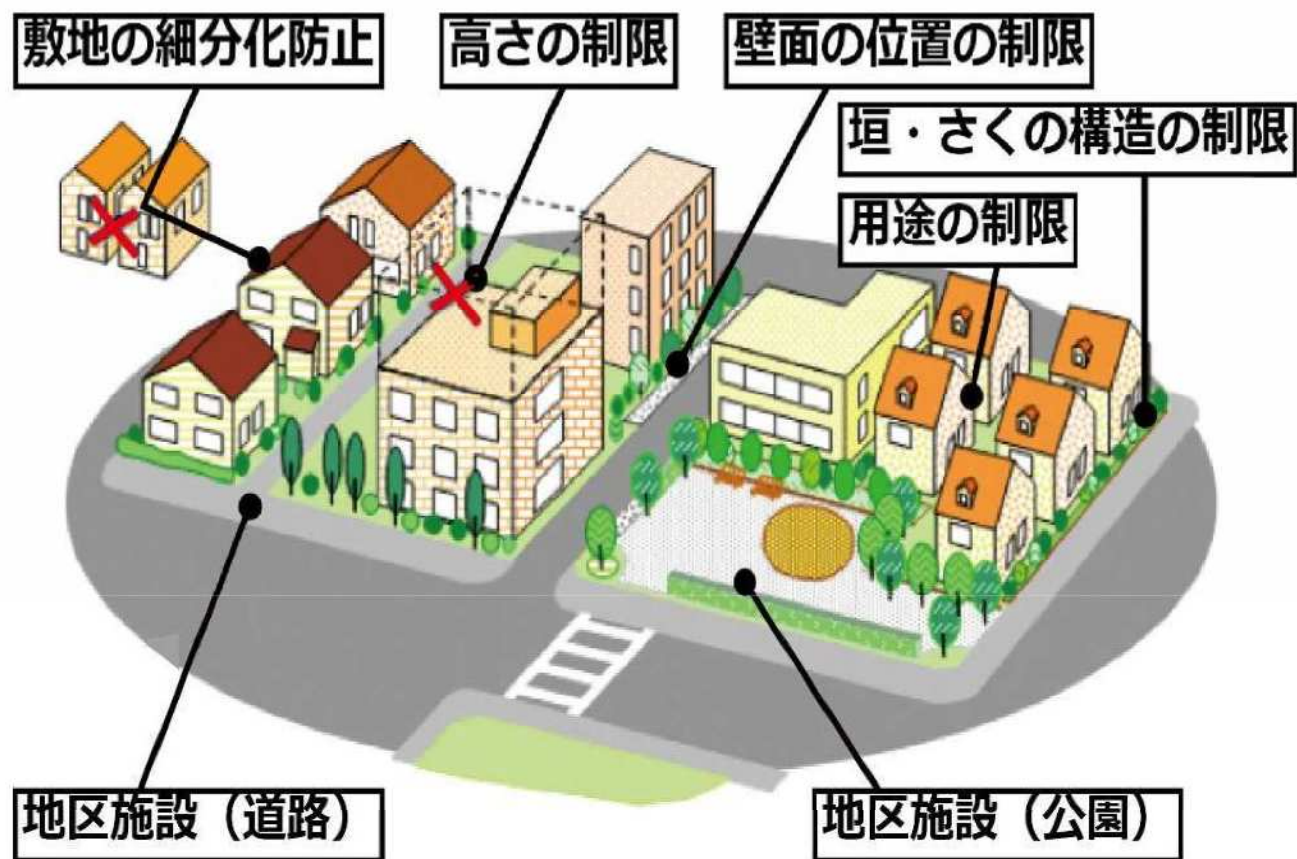 敷地の細分化防止
高さの制限
壁面の位置の制限
垣・さくの構造の制限
用途の制限
地区施設（道路）
地区施設（公園）